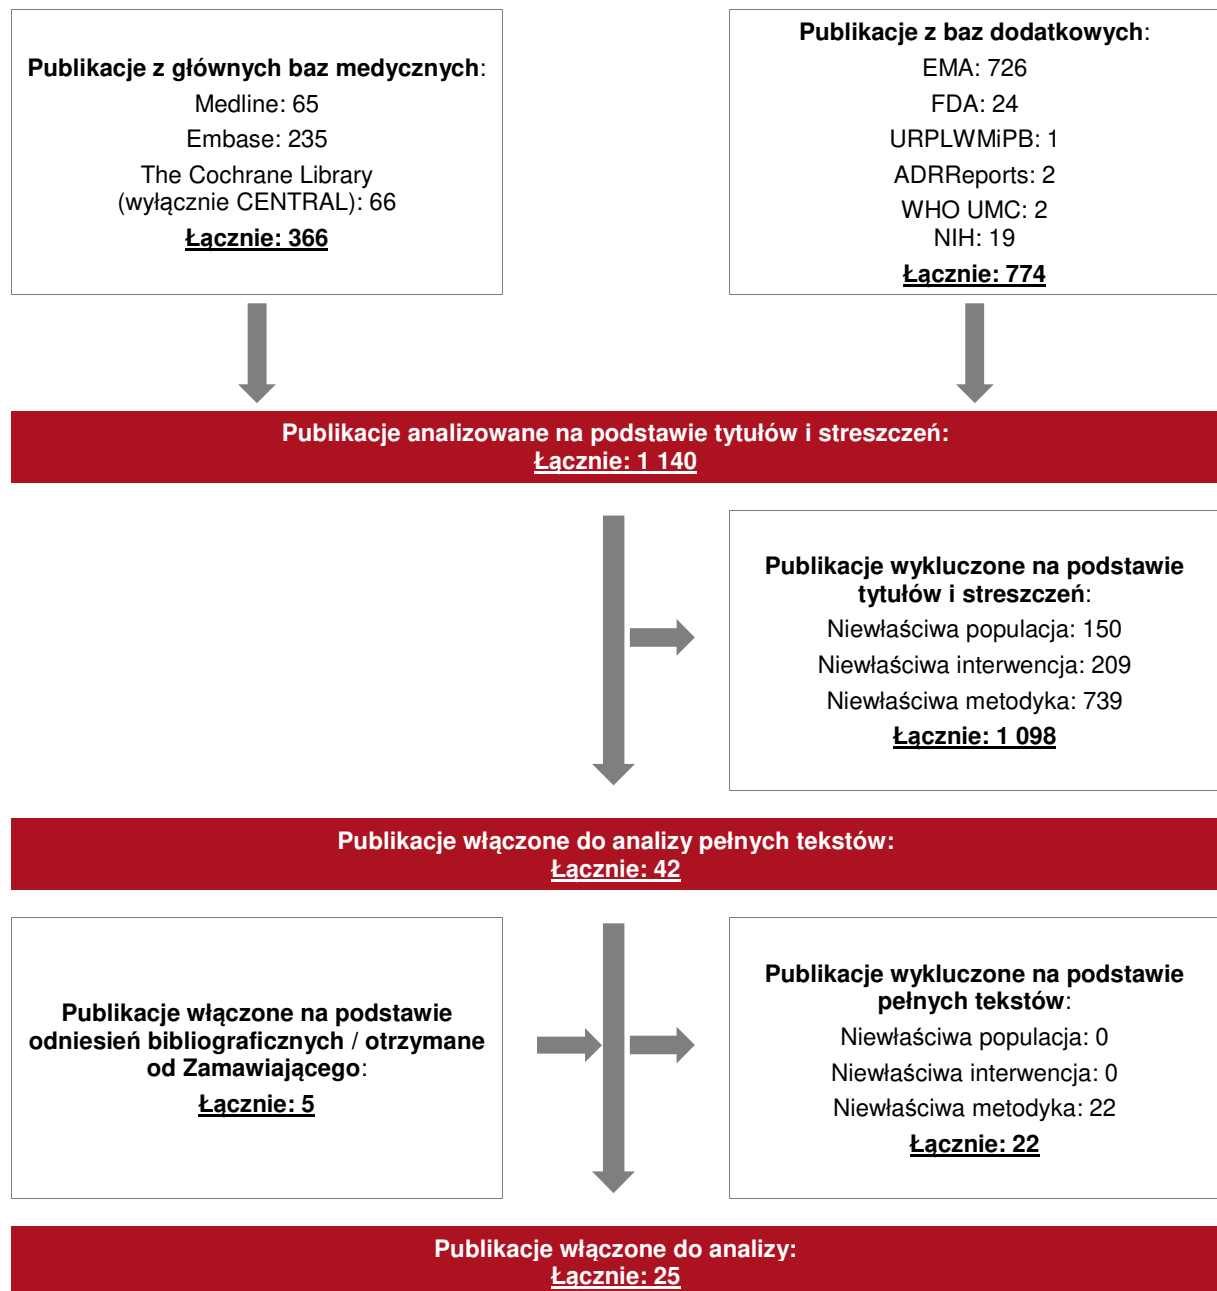 Publikacje z głównych baz medycznych:
Medline: 65
Embase: 235
The Cochrane Library
(wyłącznie CENTRAL): 66
Łącznie: 366
Publikacje z baz dodatkowych:
EMA: 726
FDA: 24
URPLWMiPB: 1
ADRReports: 2
WHO UMC: 2
NIH: 19
Łącznie: 774
Publikacje analizowane na podstawie tytułów i streszczeń:
Łącznie: 1 140
Publikacje wykluczone na podstawie
tytułów i streszczeń:
Niewłaściwa populacja: 150
Niewłaściwa interwencja: 209
Niewłaściwa metodyka: 739
Łącznie: 1 098
Publikacje włączone do analizy pełnych tekstów:
Łącznie: 42
Publikacje włączone na podstawie
odniesień bibliograficznych / otrzymane
od Zamawiającego:
Łącznie: 5
Publikacje wykluczone na podstawie
pełnych tekstów:
Niewłaściwa populacja: 0
Niewłaściwa interwencja: 0
Niewłaściwa metodyka: 22
Łącznie: 22
Publikacje włączone do analizy:
Łącznie: 25